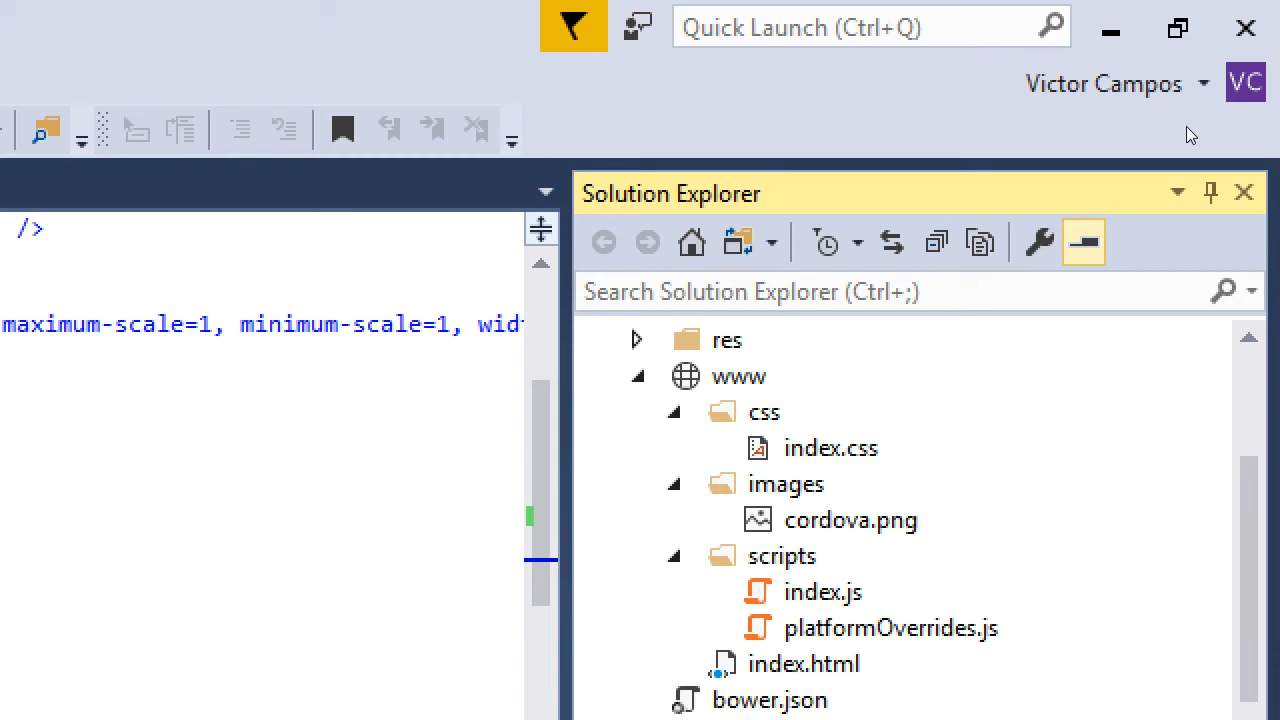 Quick Launch (Ctrl+Q)
Victor Campos VC
Solution Explorer
/>
Search Solution Explorer (Ctrl+;)
maximum-scale=1, minimum-scale=1,
res
www
css
index.css
images
cordova.png
scripts
index.js
platformOverrides.js
index.html
bower.json